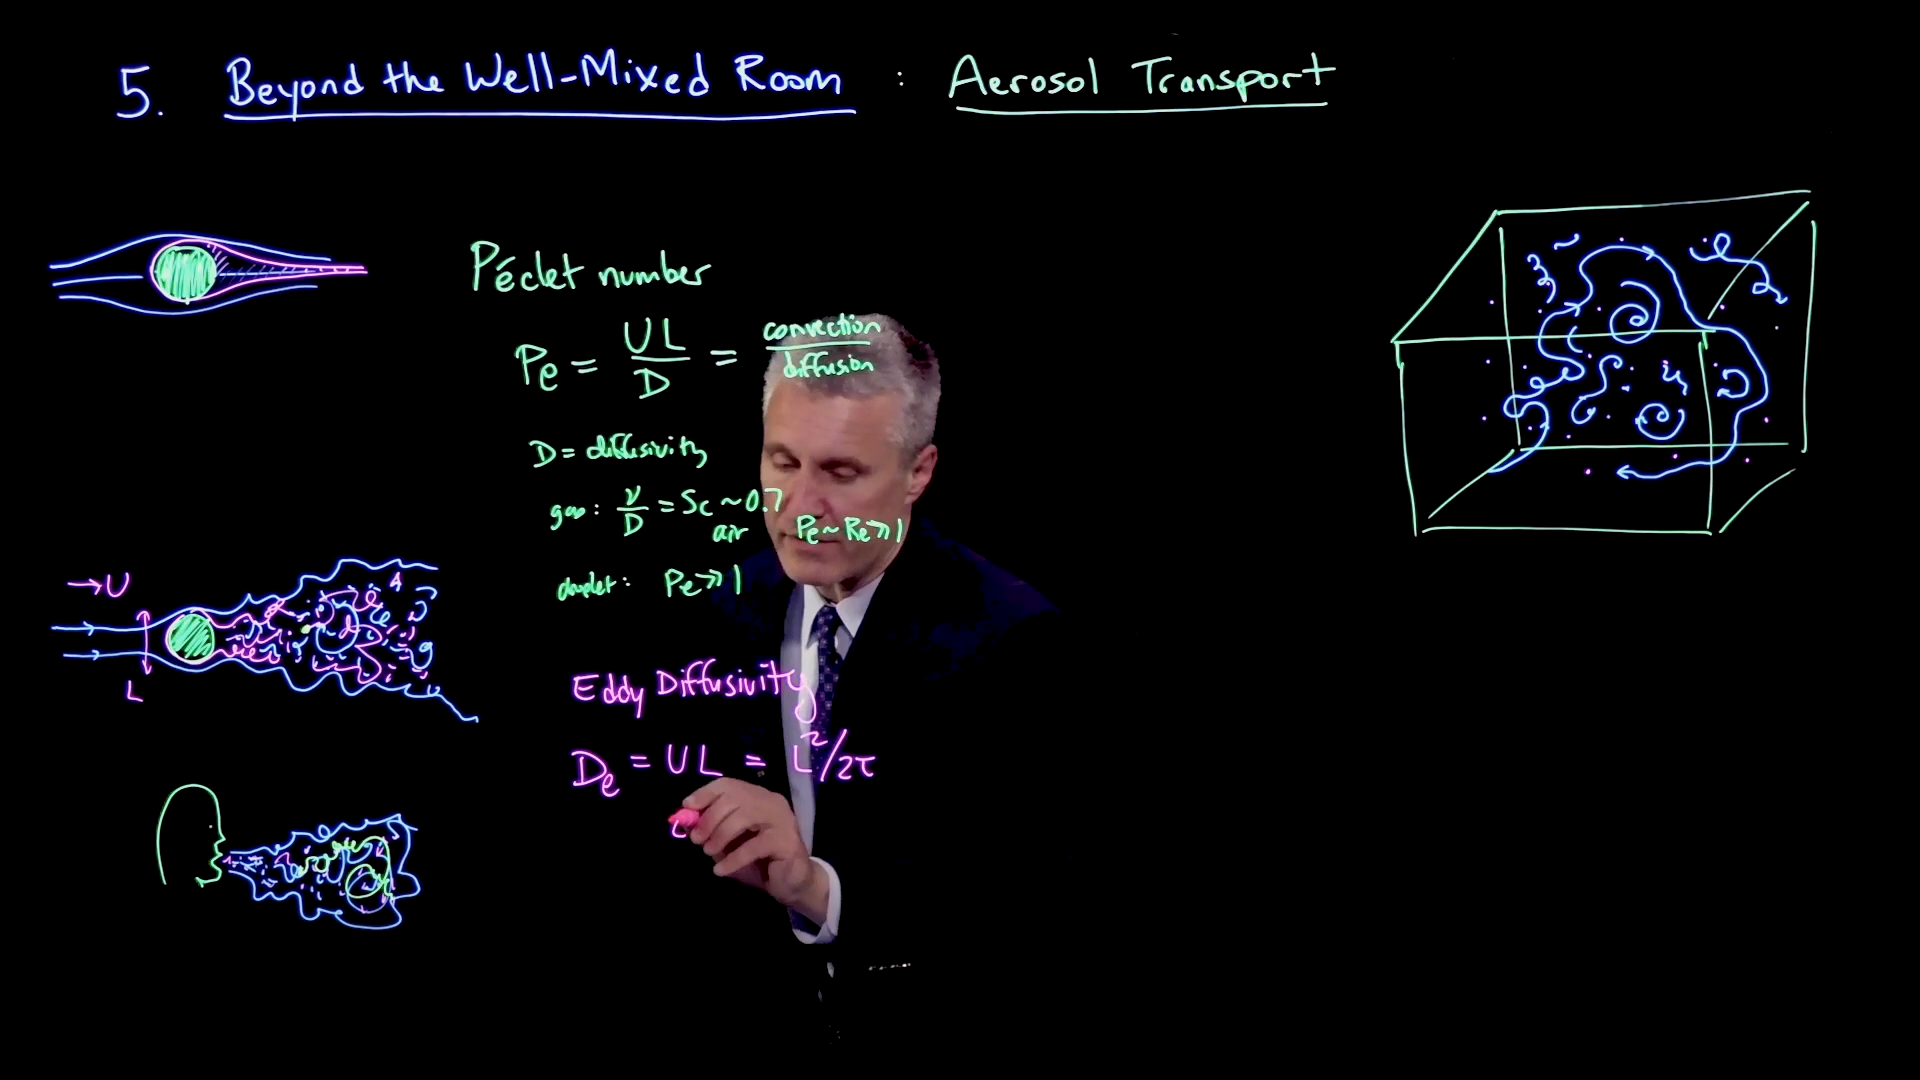 5. Beyond the Well-Mixed Room : Aerosol Transport
Péclet number
Pe = UL/D = convection/diffusion
D = diffusivity
gas: ν/D = Sc ~ 0.7
air Pe ~ Re ≫ 1
droplet: Pe ≫ 1
→ U
L
Eddy Diffusivity
De = UL = L²/2τ